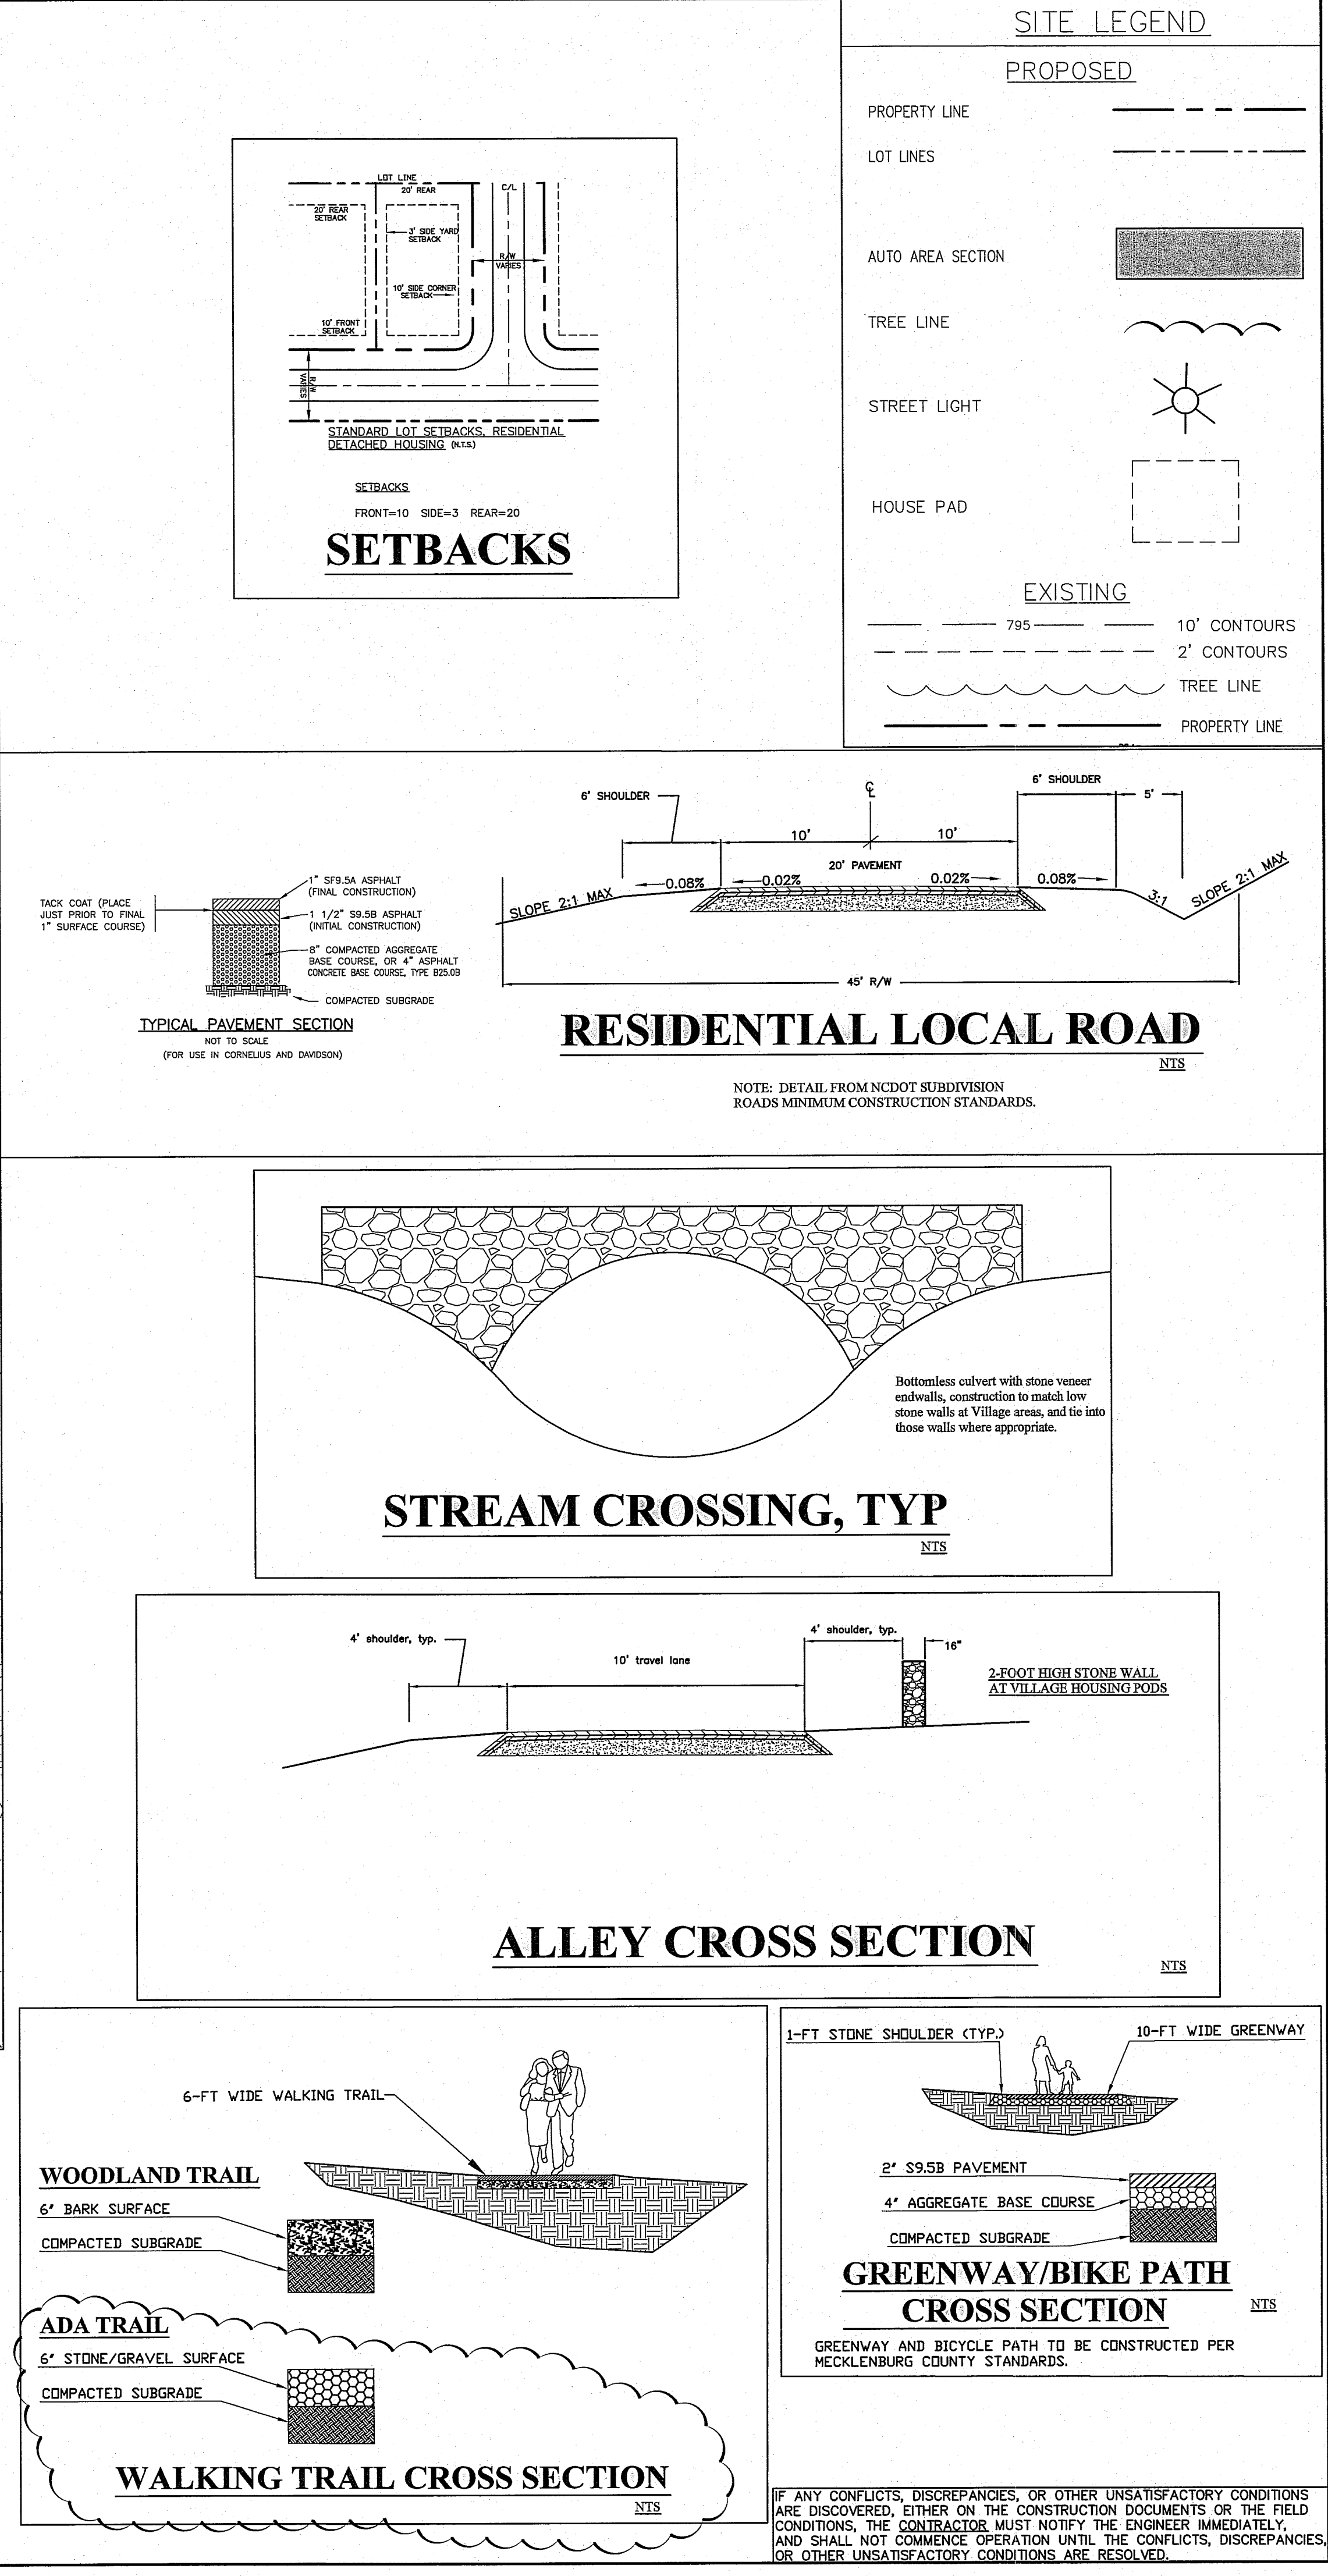 SITE LEGEND
PROPOSED
PROPERTY LINE
LOT LINES
AUTO AREA SECTION
TREE LINE
STREET LIGHT
HOUSE PAD
EXISTING
795
10' CONTOURS
2' CONTOURS
TREE LINE
PROPERTY LINE
LOT LINE
20' REAR
C/L
20' REAR
SETBACK
3' SIDE YARD
SETBACK
R/W
VARIES
10' SIDE CORNER
SETBACK
10' FRONT
SETBACK
R/W
VARIES
STANDARD LOT SETBACKS, RESIDENTIAL
DETACHED HOUSING (N.T.S.)
SETBACKS
FRONT=10 SIDE=3 REAR=20
SETBACKS
TACK COAT (PLACE
JUST PRIOR TO FINAL
1" SURFACE COURSE)
1" SF9.5A ASPHALT
(FINAL CONSTRUCTION)
1 1/2" S9.5B ASPHALT
(INITIAL CONSTRUCTION)
8" COMPACTED AGGREGATE
BASE COURSE, OR 4" ASPHALT
CONCRETE BASE COURSE, TYPE B25.0B
COMPACTED SUBGRADE
TYPICAL PAVEMENT SECTION
NOT TO SCALE
(FOR USE IN CORNELIUS AND DAVIDSON)
6' SHOULDER
CL
6' SHOULDER
5'
10'
10'
20' PAVEMENT
0.08%
0.02%
0.02%
0.08%
SLOPE 2:1 MAX
3:1
SLOPE 2:1 MAX
45' R/W
RESIDENTIAL LOCAL ROAD
NTS
NOTE: DETAIL FROM NCDOT SUBDIVISION
ROADS MINIMUM CONSTRUCTION STANDARDS.
Bottomless culvert with stone veneer
endwalls, construction to match low
stone walls at Village areas, and tie into
those walls where appropriate.
STREAM CROSSING, TYP
NTS
4' shoulder, typ.
10' travel lane
4' shoulder, typ.
16"
2-FOOT HIGH STONE WALL
AT VILLAGE HOUSING PODS
ALLEY CROSS SECTION
NTS
6-FT WIDE WALKING TRAIL
WOODLAND TRAIL
6" BARK SURFACE
COMPACTED SUBGRADE
ADA TRAIL
6" STONE/GRAVEL SURFACE
COMPACTED SUBGRADE
WALKING TRAIL CROSS SECTION
NTS
1-FT STONE SHOULDER (TYP.)
10-FT WIDE GREENWAY
2" S9.5B PAVEMENT
4" AGGREGATE BASE COURSE
COMPACTED SUBGRADE
GREENWAY/BIKE PATH
CROSS SECTION
NTS
GREENWAY AND BICYCLE PATH TO BE CONSTRUCTED PER
MECKLENBURG COUNTY STANDARDS.
IF ANY CONFLICTS, DISCREPANCIES, OR OTHER UNSATISFACTORY CONDITIONS
ARE DISCOVERED, EITHER ON THE CONSTRUCTION DOCUMENTS OR THE FIELD
CONDITIONS, THE CONTRACTOR MUST NOTIFY THE ENGINEER IMMEDIATELY,
AND SHALL NOT COMMENCE OPERATION UNTIL THE CONFLICTS, DISCREPANCIES,
OR OTHER UNSATISFACTORY CONDITIONS ARE RESOLVED.